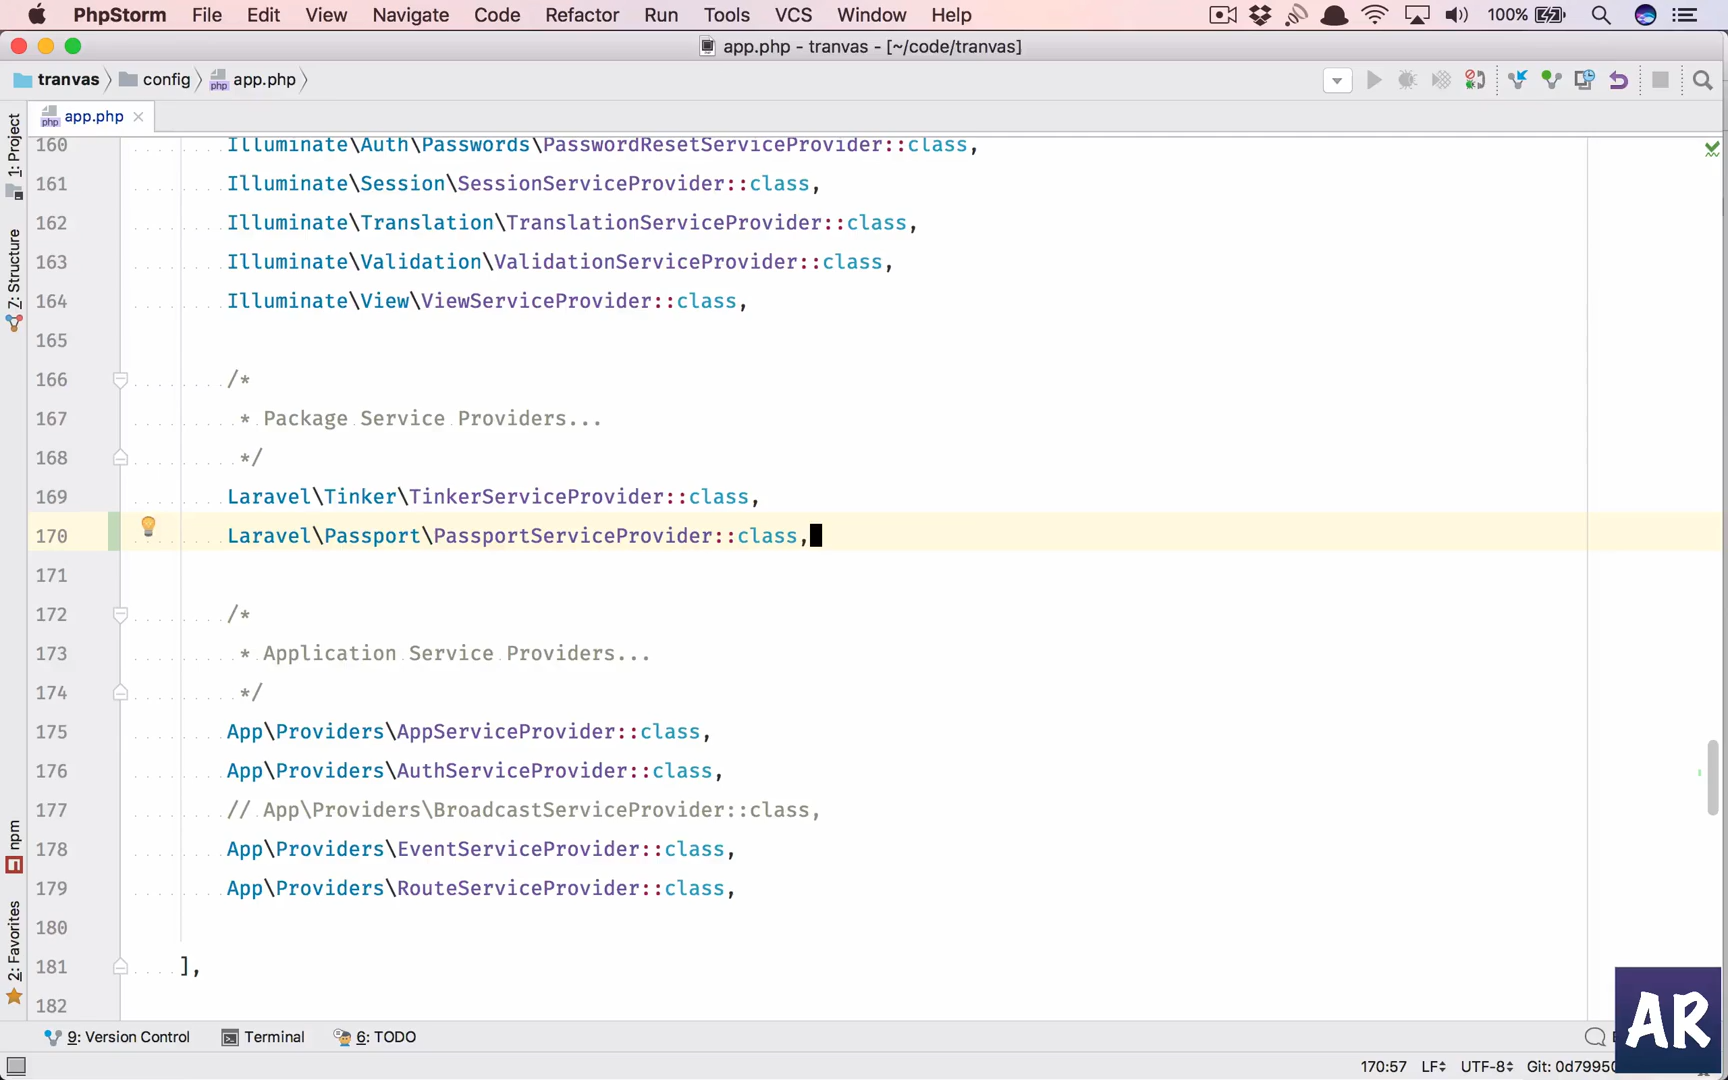 PhpStorm File Edit View Navigate Code Refactor Run Tools VCS Window Help 100%
app.php - tranvas - [~/code/tranvas]
tranvas config app.php
app.php
1: Project
7: Structure
npm
2: Favorites
160 Illuminate\Auth\Passwords\PasswordResetServiceProvider::class,
161 Illuminate\Session\SessionServiceProvider::class,
162 Illuminate\Translation\TranslationServiceProvider::class,
163 Illuminate\Validation\ValidationServiceProvider::class,
164 Illuminate\View\ViewServiceProvider::class,
165
166 /*
167 * Package Service Providers...
168 */
169 Laravel\Tinker\TinkerServiceProvider::class,
170 Laravel\Passport\PassportServiceProvider::class,
171
172 /*
173 * Application Service Providers...
174 */
175 App\Providers\AppServiceProvider::class,
176 App\Providers\AuthServiceProvider::class,
177 // App\Providers\BroadcastServiceProvider::class,
178 App\Providers\EventServiceProvider::class,
179 App\Providers\RouteServiceProvider::class,
180
181 ],
182
9: Version Control Terminal 6: TODO
170:57 LF UTF-8 Git: 0d7995
AR